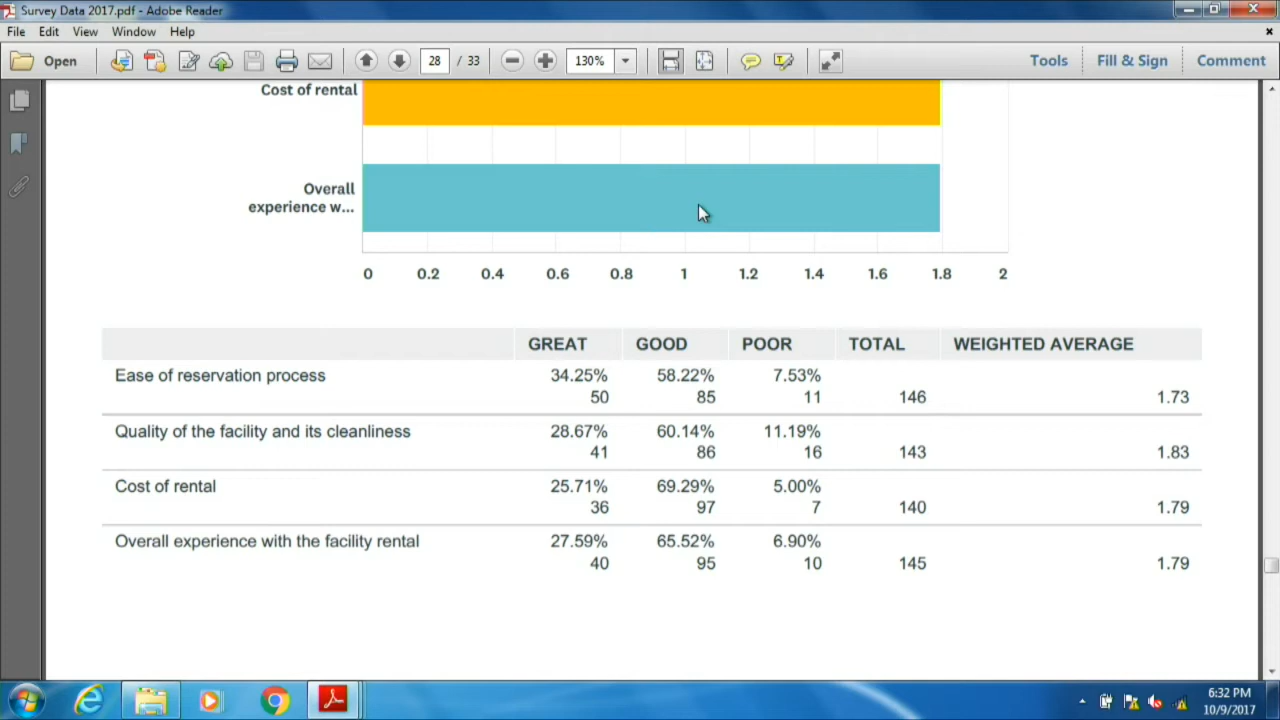 Survey Data 2017.pdf - Adobe Reader
File Edit View Window Help
Open 28 / 33 130% Tools Fill & Sign Comment
Cost of rental
Overall
experience w...
0 0.2 0.4 0.6 0.8 1 1.2 1.4 1.6 1.8 2
GREAT GOOD POOR TOTAL WEIGHTED AVERAGE
Ease of reservation process 34.25% 58.22% 7.53%
50 85 11 146 1.73
Quality of the facility and its cleanliness 28.67% 60.14% 11.19%
41 86 16 143 1.83
Cost of rental 25.71% 69.29% 5.00%
36 97 7 140 1.79
Overall experience with the facility rental 27.59% 65.52% 6.90%
40 95 10 145 1.79
6:32 PM
10/9/2017